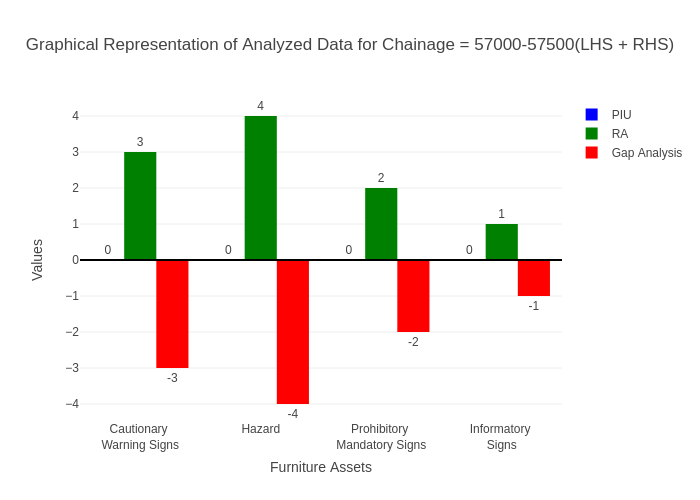 Graphical Representation of Analyzed Data for Chainage = 57000-57500(LHS + RHS)
PIU
RA
Gap Analysis
Values
4
3
2
1
0
−1
−2
−3
−4
0
3
-3
0
4
-4
0
2
-2
0
1
-1
Cautionary
Warning Signs
Hazard
Prohibitory
Mandatory Signs
Informatory
Signs
Furniture Assets